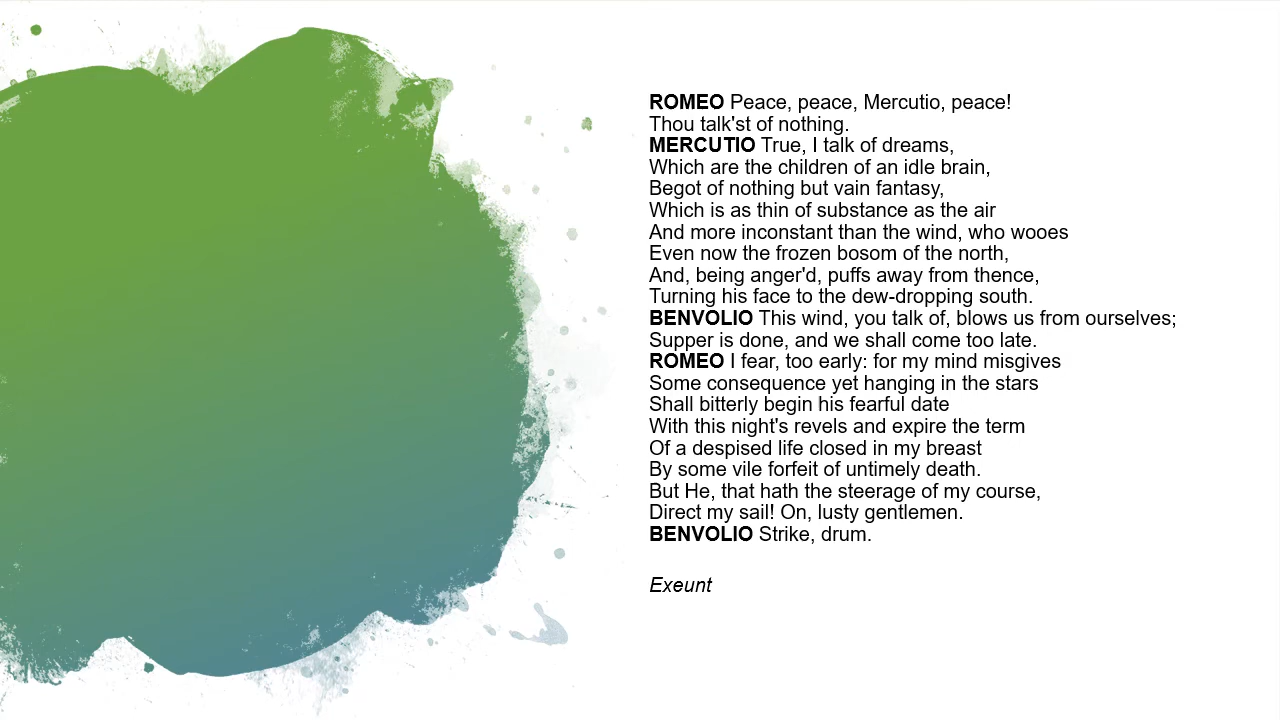 ROMEO Peace, peace, Mercutio, peace!
Thou talk'st of nothing.
MERCUTIO True, I talk of dreams,
Which are the children of an idle brain,
Begot of nothing but vain fantasy,
Which is as thin of substance as the air
And more inconstant than the wind, who wooes
Even now the frozen bosom of the north,
And, being anger'd, puffs away from thence,
Turning his face to the dew-dropping south.
BENVOLIO This wind, you talk of, blows us from ourselves;
Supper is done, and we shall come too late.
ROMEO I fear, too early: for my mind misgives
Some consequence yet hanging in the stars
Shall bitterly begin his fearful date
With this night's revels and expire the term
Of a despised life closed in my breast
By some vile forfeit of untimely death.
But He, that hath the steerage of my course,
Direct my sail! On, lusty gentlemen.
BENVOLIO Strike, drum.
Exeunt